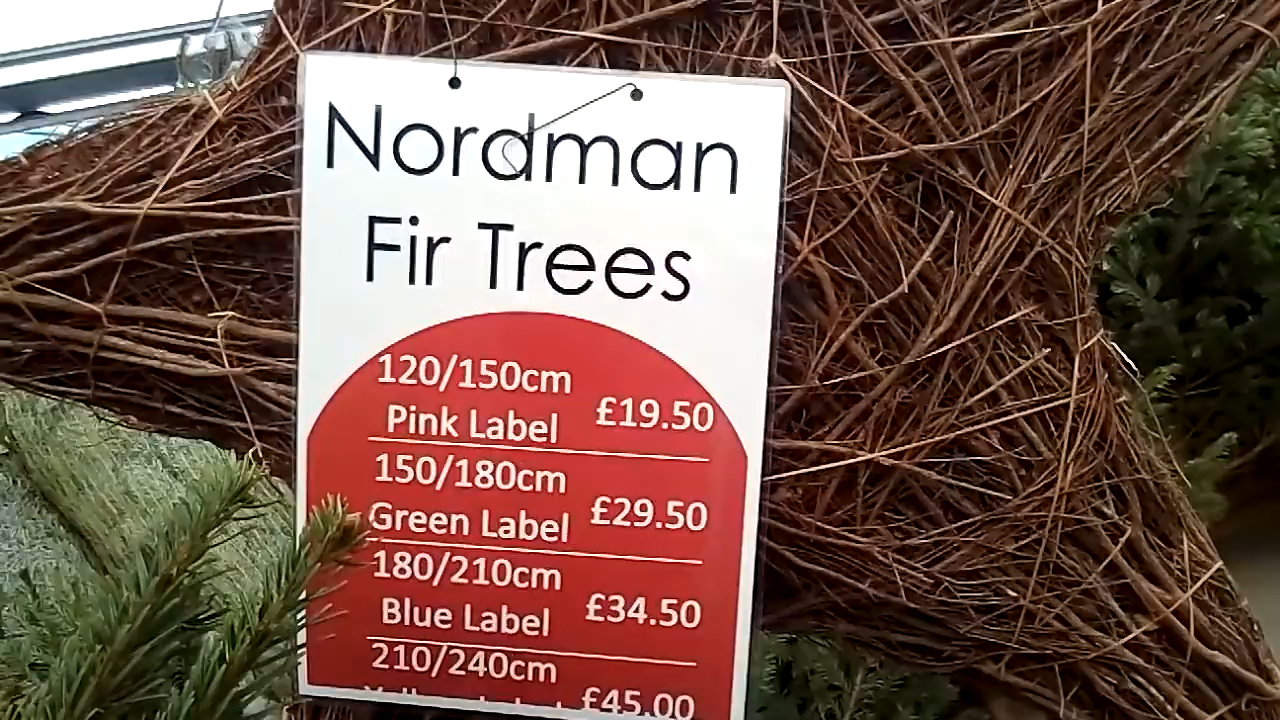 Nordman
Fir Trees
120/150cm
Pink Label £19.50
150/180cm
Green Label £29.50
180/210cm
Blue Label £34.50
210/240cm
£45.00